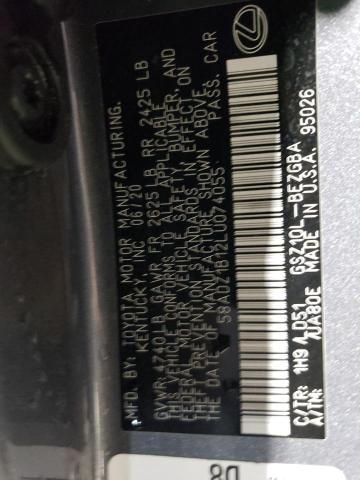 MFD. BY: TOYOTA MOTOR MANUFACTURING,
KENTUCKY INC 06/20
GVWR 4740 LB GAWR FR 2625 LB RR 2425 LB
THIS VEHICLE CONFORMS TO ALL APPLICABLE
FEDERAL MOTOR VEHICLE SAFETY, BUMPER, AND
THEFT PREVENTION STANDARDS IN EFFECT ON
THE DATE OF MANUFACTURE SHOWN ABOVE.
58ADZ1B12LU074055 PASS. CAR
C/TR: 1H9 LD51 GSZ10L-BEZGBA
A/TM: /UA80E MADE IN U.S.A. 95026
D8